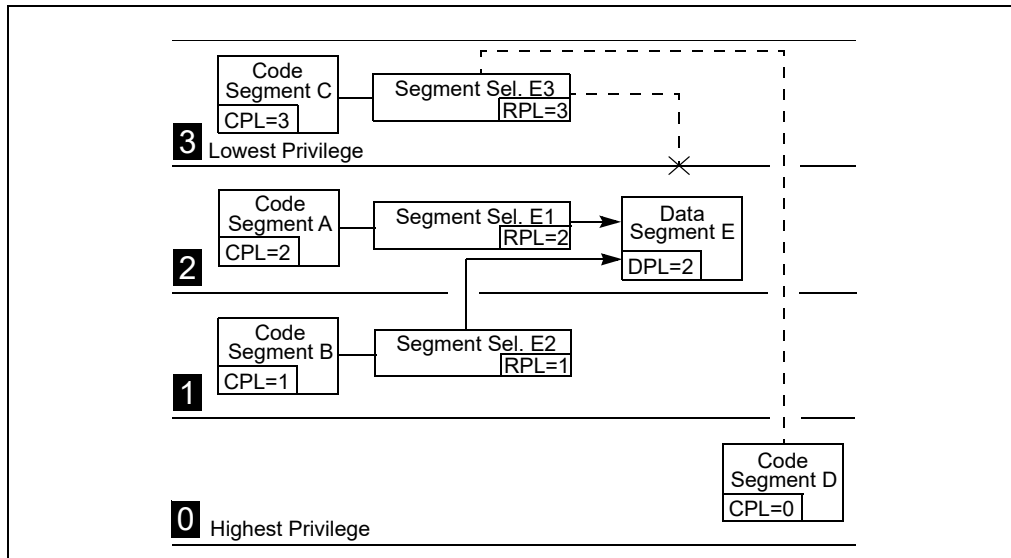 Code
Segment C
CPL=3
Segment Sel. E3
RPL=3
3
Lowest Privilege
Code
Segment A
CPL=2
Segment Sel. E1
RPL=2
Data
Segment E
DPL=2
2
Code
Segment B
CPL=1
Segment Sel. E2
RPL=1
1
Code
Segment D
CPL=0
0
Highest Privilege